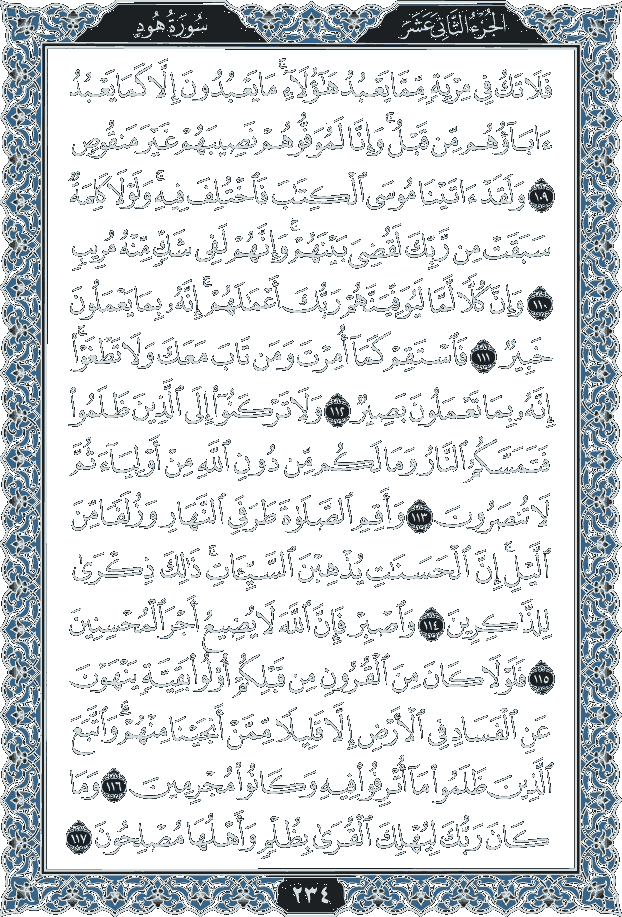 الجزء الثاني عشر
سورة هود
فَلَا تَكُ فِي مِرْيَةٍ مِّمَّا يَعْبُدُ هَٰٓؤُلَآءِ ۚ مَا يَعْبُدُونَ إِلَّا كَمَا يَعْبُدُ
ءَابَآؤُهُم مِّن قَبْلُ ۚ وَإِنَّا لَمُوَفُّوهُمْ نَصِيبَهُمْ غَيْرَ مَنقُوصٍ
١٠٩ وَلَقَدْ ءَاتَيْنَا مُوسَى ٱلْكِتَٰبَ فَٱخْتُلِفَ فِيهِ ۚ وَلَوْلَا كَلِمَةٌ
سَبَقَتْ مِن رَّبِّكَ لَقُضِيَ بَيْنَهُمْ ۚ وَإِنَّهُمْ لَفِي شَكٍّ مِّنْهُ مُرِيبٍ
١١٠ وَإِنَّ كُلًّا لَّمَّا لَيُوَفِّيَنَّهُمْ رَبُّكَ أَعْمَٰلَهُمْ ۚ إِنَّهُۥ بِمَا يَعْمَلُونَ
خَبِيرٌ ١١١ فَٱسْتَقِمْ كَمَآ أُمِرْتَ وَمَن تَابَ مَعَكَ وَلَا تَطْغَوْا۟ ۚ
إِنَّهُۥ بِمَا تَعْمَلُونَ بَصِيرٌ ١١٢ وَلَا تَرْكَنُوٓا۟ إِلَى ٱلَّذِينَ ظَلَمُوا۟
فَتَمَسَّكُمُ ٱلنَّارُ وَمَا لَكُم مِّن دُونِ ٱللَّهِ مِنْ أَوْلِيَآءَ ثُمَّ
لَا تُنصَرُونَ ١١٣ وَأَقِمِ ٱلصَّلَوٰةَ طَرَفَيِ ٱلنَّهَارِ وَزُلَفًا مِّنَ
ٱلَّيْلِ ۚ إِنَّ ٱلْحَسَنَٰتِ يُذْهِبْنَ ٱلسَّيِّـَٔاتِ ۚ ذَٰلِكَ ذِكْرَىٰ
لِلذَّٰكِرِينَ ١١٤ وَٱصْبِرْ فَإِنَّ ٱللَّهَ لَا يُضِيعُ أَجْرَ ٱلْمُحْسِنِينَ
١١٥ فَلَوْلَا كَانَ مِنَ ٱلْقُرُونِ مِن قَبْلِكُمْ أُو۟لُوا۟ بَقِيَّةٍ يَنْهَوْنَ
عَنِ ٱلْفَسَادِ فِي ٱلْأَرْضِ إِلَّا قَلِيلًا مِّمَّنْ أَنجَيْنَا مِنْهُمْ ۗ وَٱتَّبَعَ
ٱلَّذِينَ ظَلَمُوا۟ مَآ أُتْرِفُوا۟ فِيهِ وَكَانُوا۟ مُجْرِمِينَ ١١٦ وَمَا
كَانَ رَبُّكَ لِيُهْلِكَ ٱلْقُرَىٰ بِظُلْمٍ وَأَهْلُهَا مُصْلِحُونَ ١١٧
٢٣٤